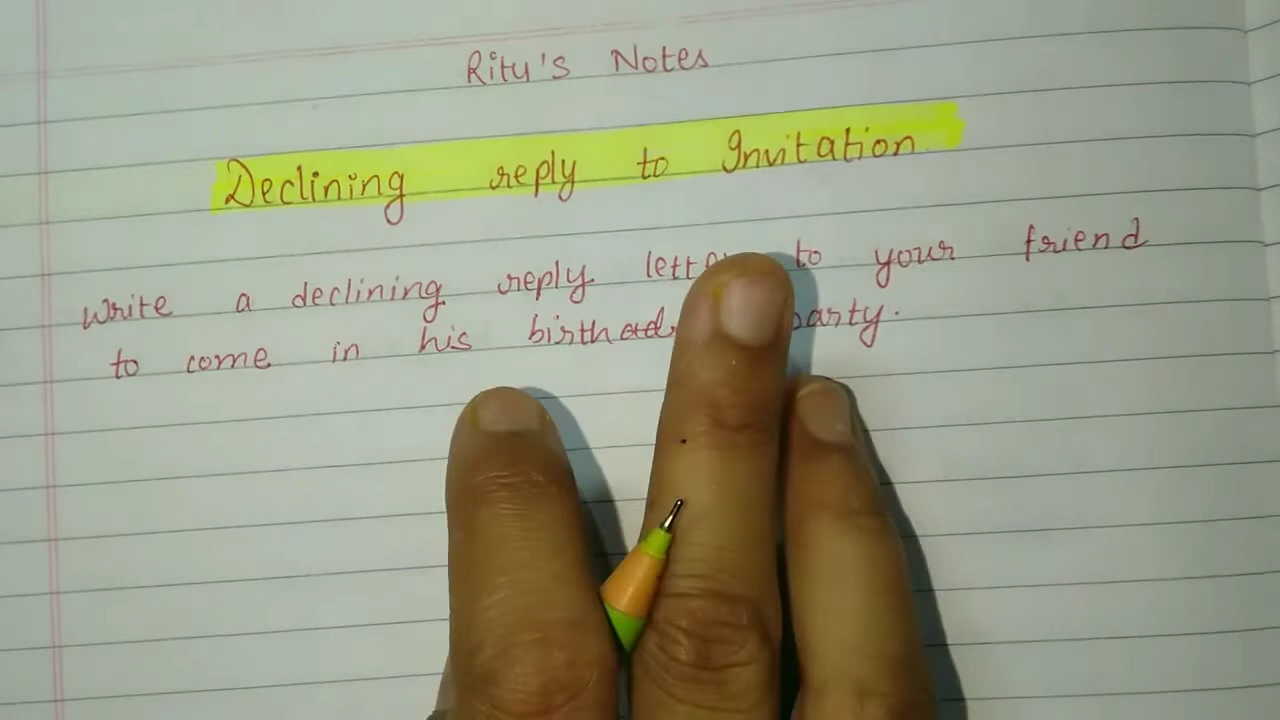 Ritu's Notes
Declining reply to Invitation
Write a declining reply to your friend
to come in his party.